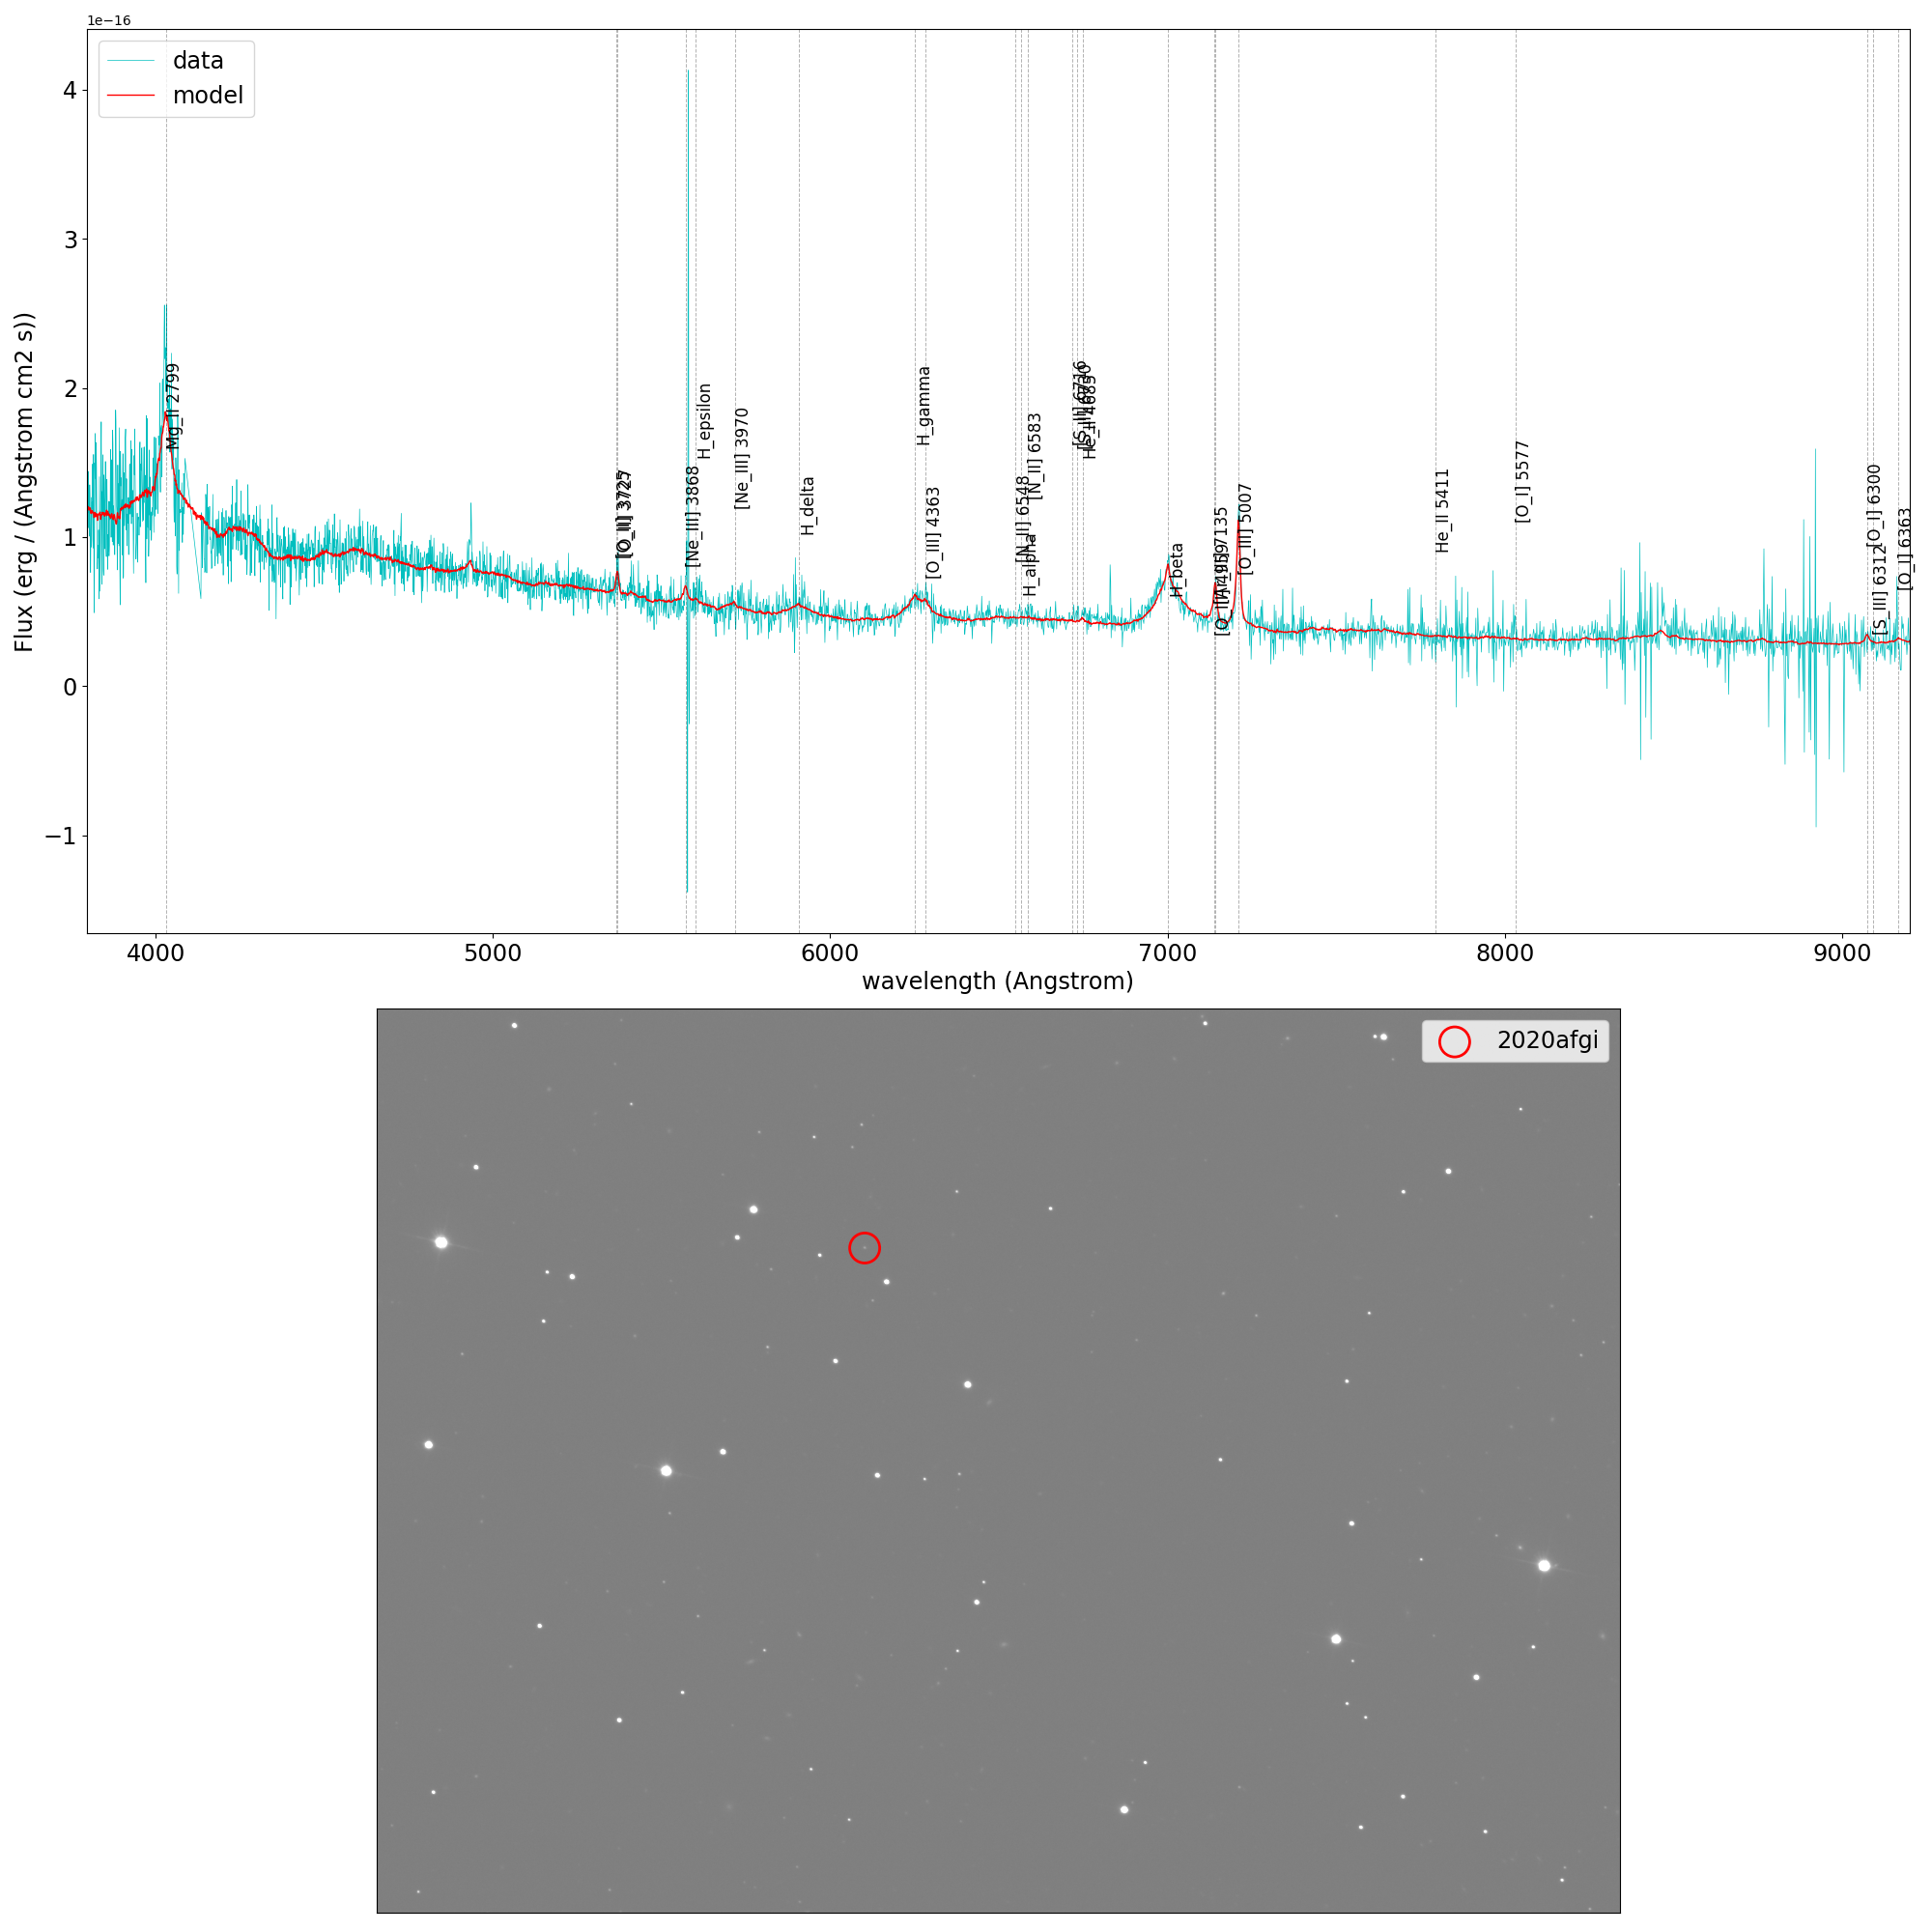 1e−16
data
model
4
3
2
1
0
−1
Flux (erg / (Angstrom cm2 s))
Mg_II 2799
[O_II] 3727
[Ne_III] 3868
H_epsilon
[Ne_III] 3970
H_delta
H_gamma
[O_III] 4363
[N_II] 6548
H_alpha
[N_II] 6583
[S_II] 6716
He_II 4685
H_beta
[O_III] 5007
He_II 5411
[O_I] 5577
[O_I] 6300
[S_III] 6312
[O_I] 6363
4000
5000
6000
7000
8000
9000
wavelength (Angstrom)
2020afgi